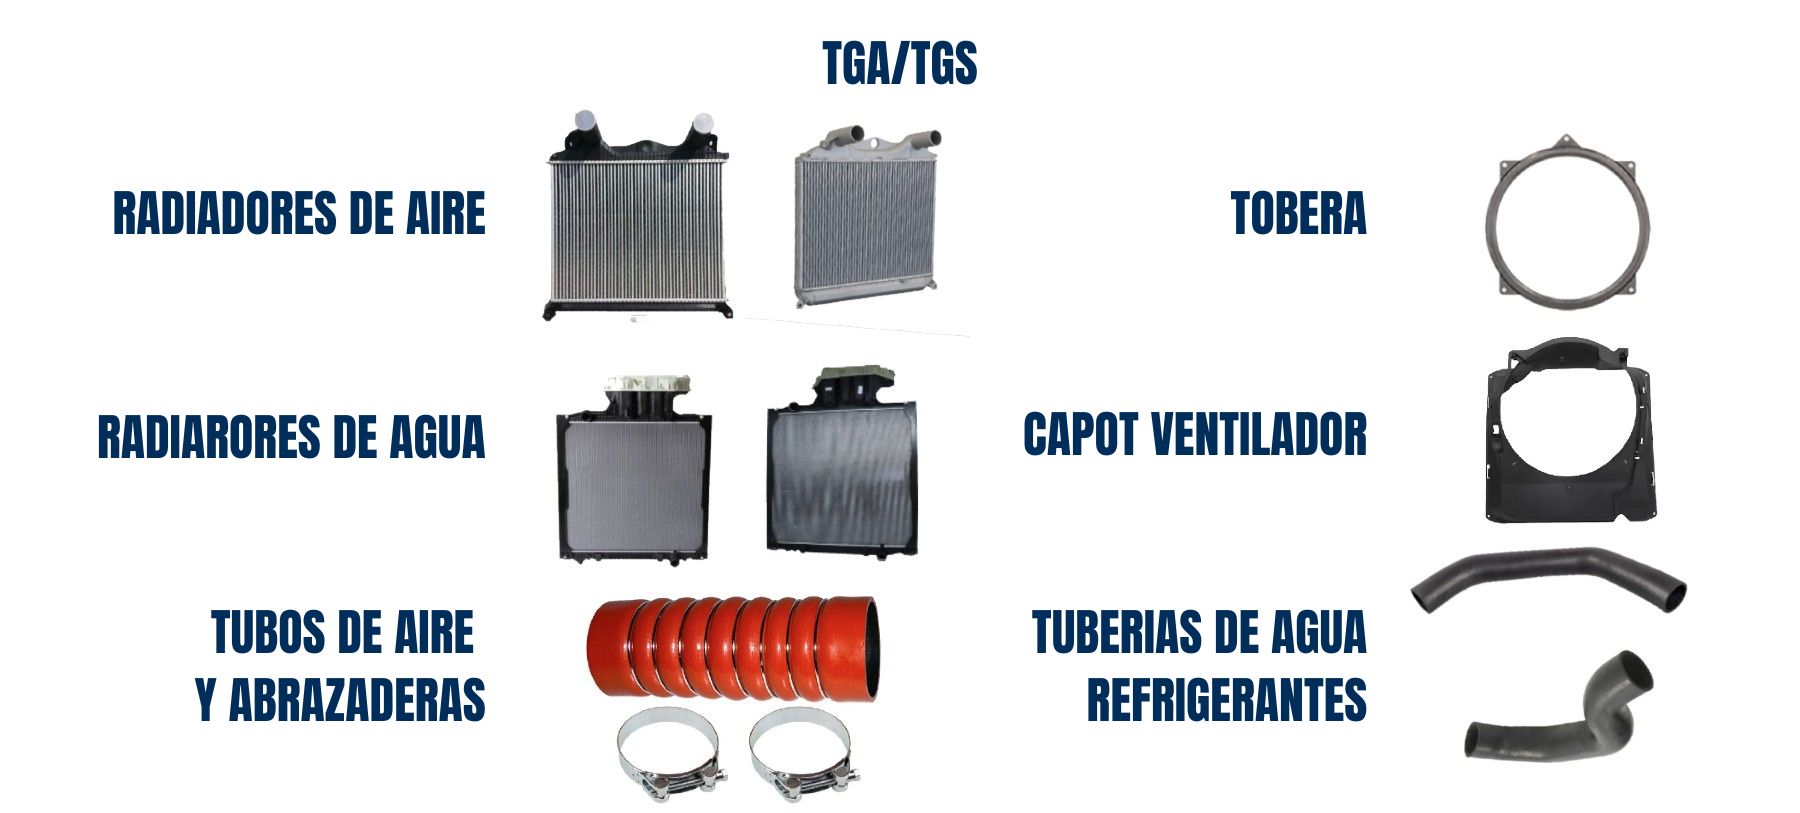 TGA/TGS
RADIADORES DE AIRE
TOBERA
RADIARORES DE AGUA
CAPOT VENTILADOR
TUBOS DE AIRE
Y ABRAZADERAS
TUBERIAS DE AGUA
REFRIGERANTES